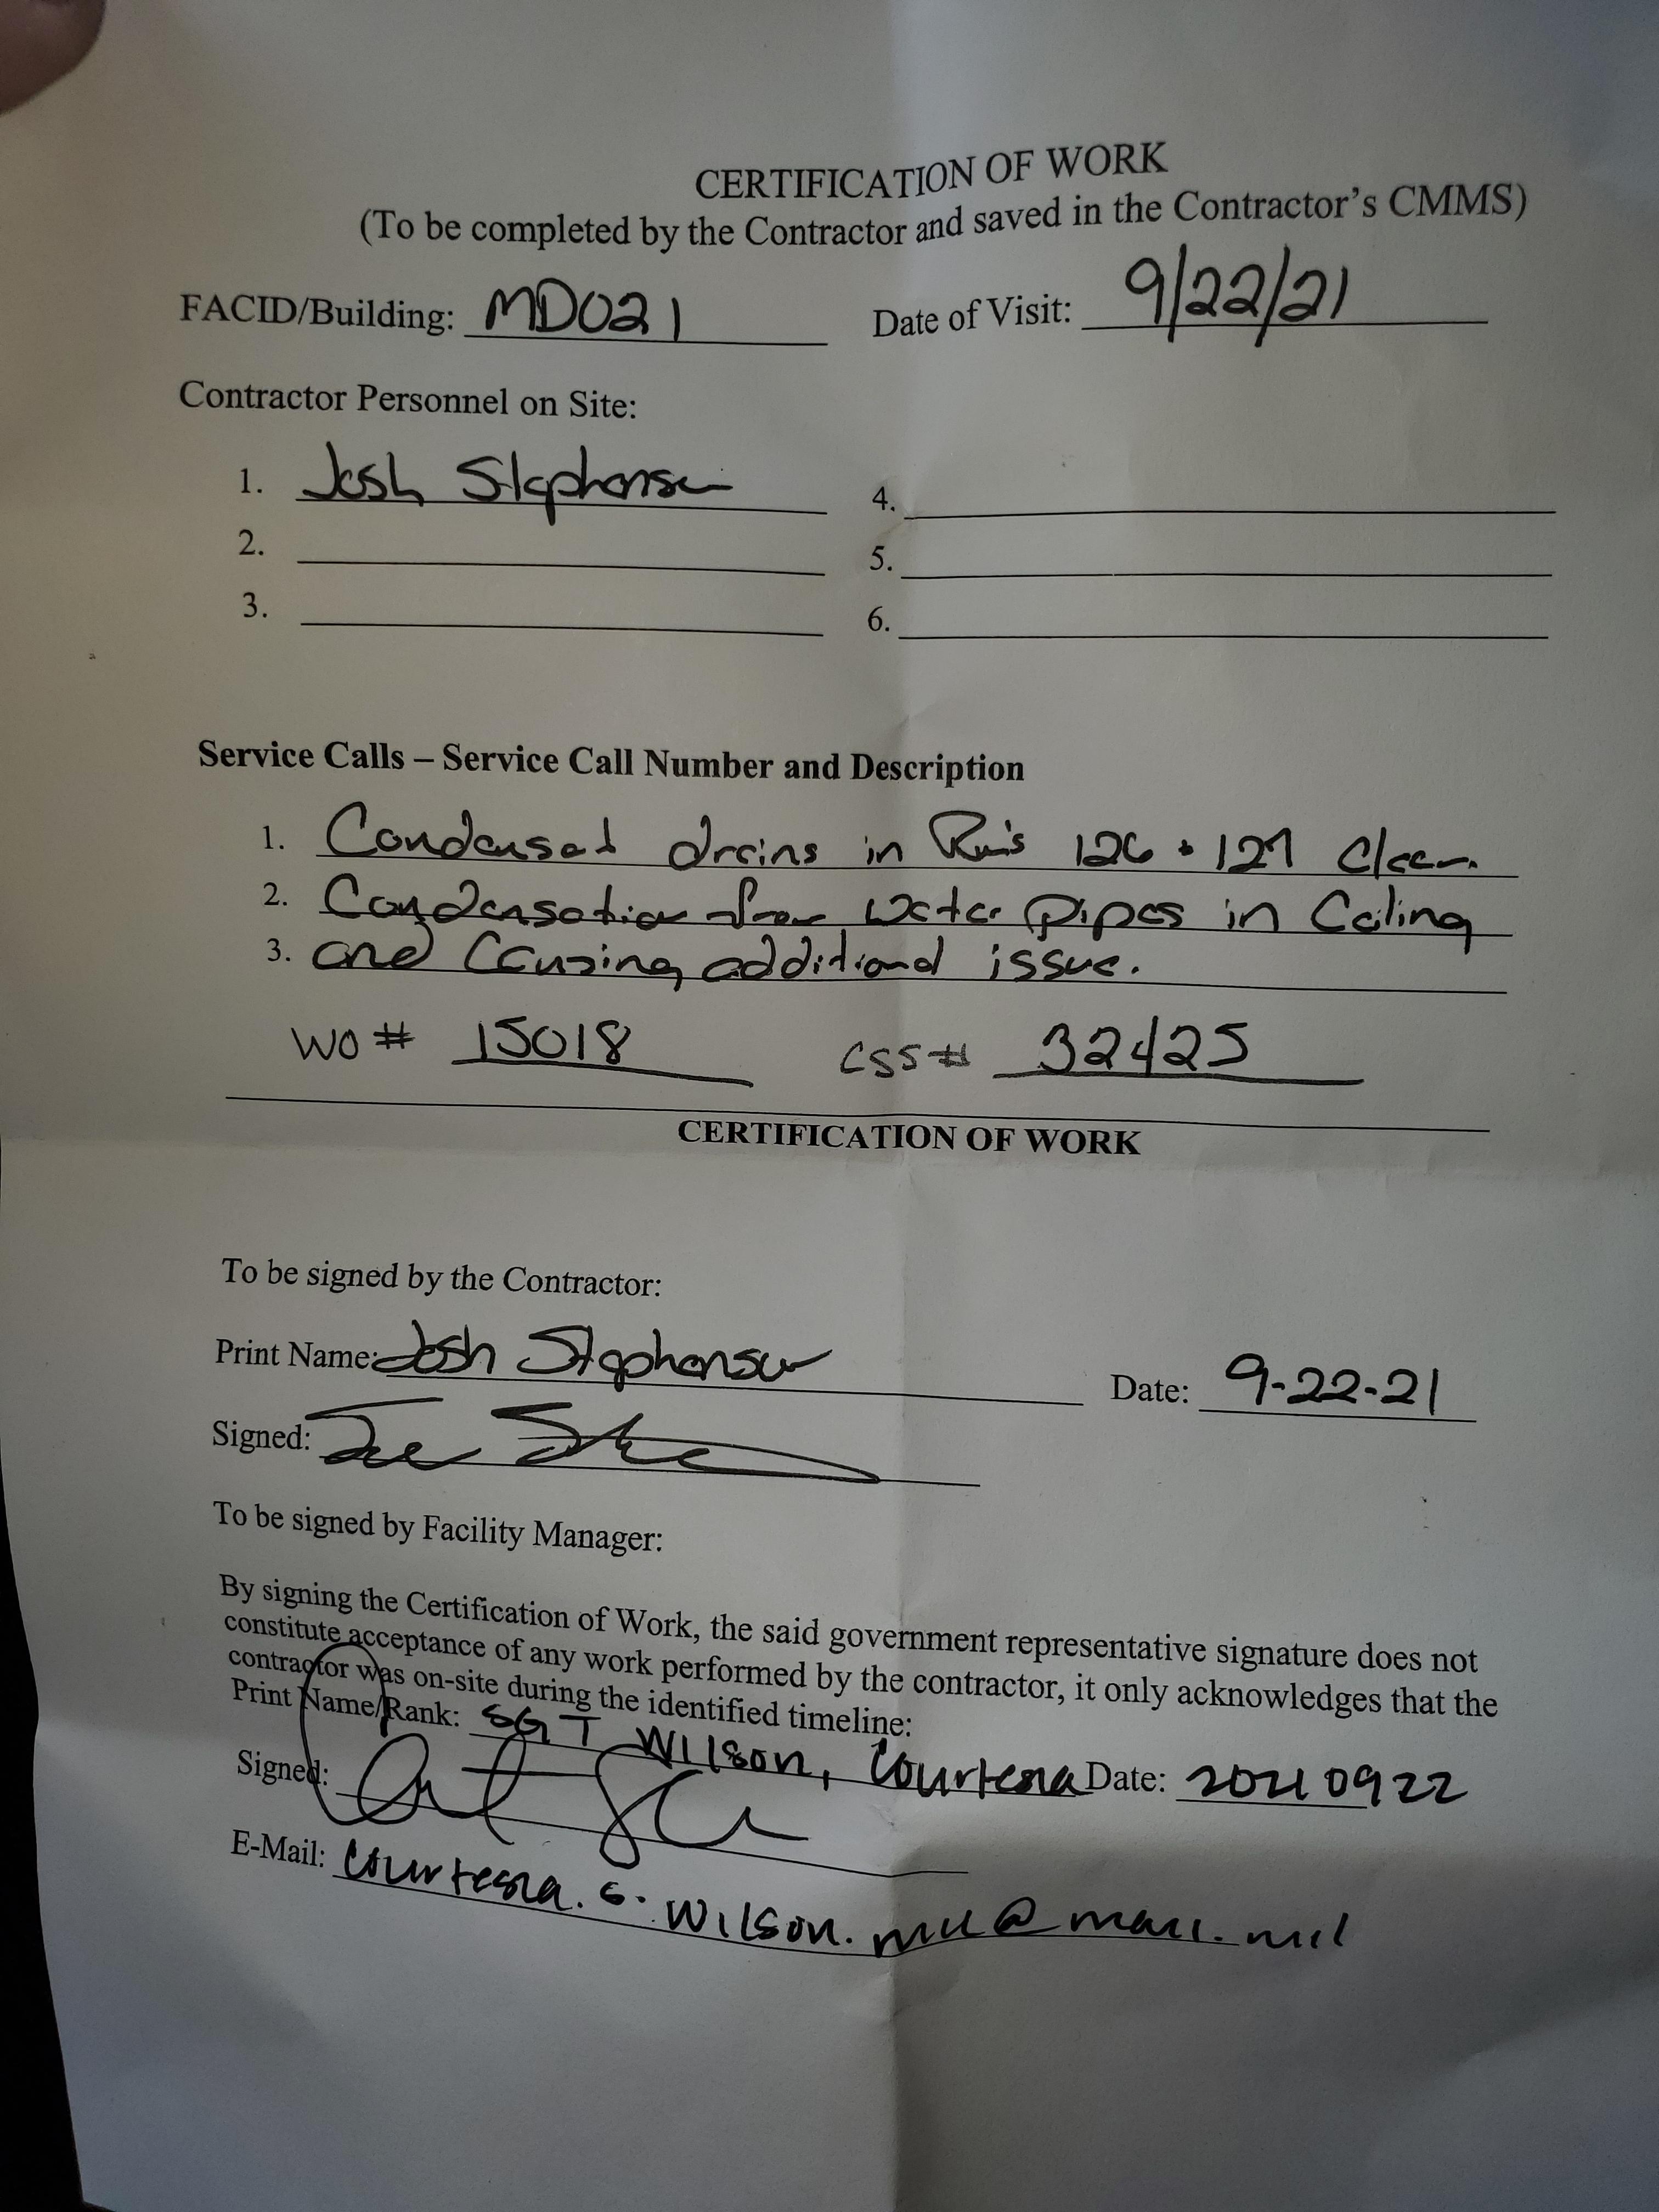 CERTIFICATION OF WORK
(To be completed by the Contractor and saved in the Contractor's CMMS)
FACID/Building: MD021 Date of Visit: 9/22/21
Contractor Personnel on Site:
1. Josh Stephenson 4.
2. 5.
3. 6.
Service Calls – Service Call Number and Description
1. Condensat drains in Rm's 126 + 127 Clean.
2. Condensation from water pipes in Ceiling
3. and Causing additional issue.
WO # 15018 CSS# 32425
CERTIFICATION OF WORK
To be signed by the Contractor:
Print Name: Josh Stephenson Date: 9-22-21
Signed:
To be signed by Facility Manager:
By signing the Certification of Work, the said government representative signature does not
constitute acceptance of any work performed by the contractor, it only acknowledges that the
contractor was on-site during the identified timeline:
Print Name/Rank: SGT Wilson, Courtesna Date: 20210922
Signed:
E-Mail: courtesna.s.wilson.mil@mail.mil